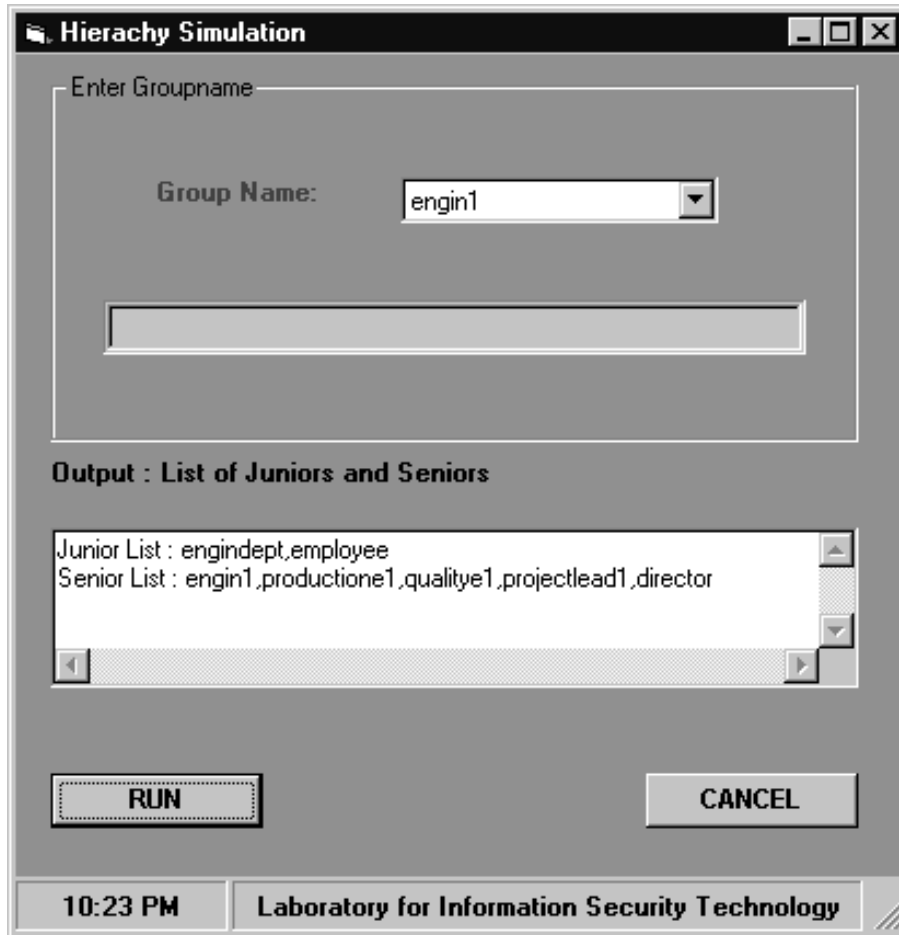 Hierachy Simulation
Enter Groupname
Group Name:
engin1
Output : List of Juniors and Seniors
Junior List : engindept,employee
Senior List : engin1,productione1,qualitye1,projectlead1,director
RUN
CANCEL
10:23 PM
Laboratory for Information Security Technology